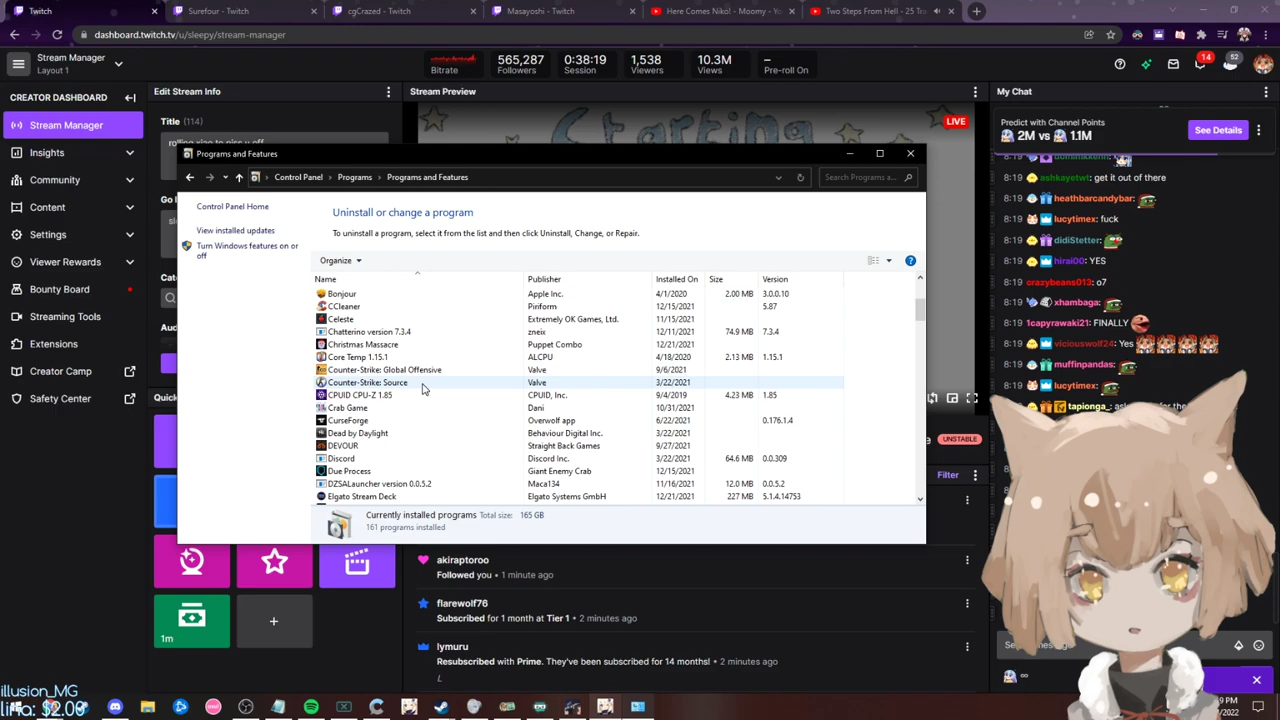 Twitch
Surefour - Twitch
cgCrazed - Twitch
Masayoshi - Twitch
Here Comes Niko! - Moomy - You
Two Steps From Hell - 25 Tra
dashboard.twitch.tv/u/sleepy/stream-manager
Stream Manager
Layout 1
Bitrate
565,287
Followers
0:38:19
Session
1,538
Viewers
10.3M
Views
–
Pre-roll On
14
52
CREATOR DASHBOARD
Edit Stream Info
Stream Preview
My Chat
Stream Manager
Insights
Community
Content
Settings
Viewer Rewards
Bounty Board
Streaming Tools
Extensions
Creator Camp
Safety Center
Title (114)
LIVE
Starting
Predict with Channel Points
2M vs 1.1M
See Details
Programs and Features
Control Panel
Programs
Programs and Features
Search Programs a...
Control Panel Home
View installed updates
Turn Windows features on or
off
Uninstall or change a program
To uninstall a program, select it from the list and then click Uninstall, Change, or Repair.
Organize
Name Publisher Installed On Size Version
Bonjour Apple Inc. 4/1/2020 2.00 MB 3.0.0.10
CCleaner Piriform 12/15/2021 5.87
Celeste Extremely OK Games, Ltd. 11/15/2021
Chatterino version 7.3.4 zneix 12/11/2021 74.9 MB 7.3.4
Christmas Massacre Puppet Combo 12/21/2021
Core Temp 1.15.1 ALCPU 4/18/2020 2.13 MB 1.15.1
Counter-Strike: Global Offensive Valve 9/6/2021
Counter-Strike: Source Valve 3/22/2021
CPUID CPU-Z 1.85 CPUID, Inc. 9/4/2019 4.23 MB 1.85
Crab Game Dani 10/31/2021
CurseForge Overwolf app 6/22/2021 0.176.1.4
Dead by Daylight Behaviour Digital Inc. 3/22/2021
DEVOUR Straight Back Games 9/27/2021
Discord Discord Inc. 3/22/2021 64.6 MB 0.0.309
Due Process Giant Enemy Crab 12/15/2021
DZSALauncher version 0.0.5.2 Maca134 11/16/2021 12.0 MB 0.0.5.2
Elgato Stream Deck Elgato Systems GmbH 12/21/2021 227 MB 5.1.4.14753
Currently installed programs Total size: 165 GB
161 programs installed
8:19 ashkayetwi: get it out of there
8:19 heathbarcandybar:
8:19 lucytimex: fuck
8:19 didiStetter:
8:19 hirai00: YES
8:19 crazybeans013: o7
8:19 xhambaga:
8:19 1capyrawaki21: FINALLY
8:19 viciouswolf24: Yes
8:19 muffinpandas:
8:19 lucytimex:
8:19 tapionga_:
UNSTABLE
Filter
akiraptoroo
Followed you • 1 minute ago
flarewolf76
Subscribed for 1 month at Tier 1 • 2 minutes ago
lymuru
Resubscribed with Prime. They've been subscribed for 14 months! • 2 minutes ago
L
1m
illusion_MG
lina: $2.00